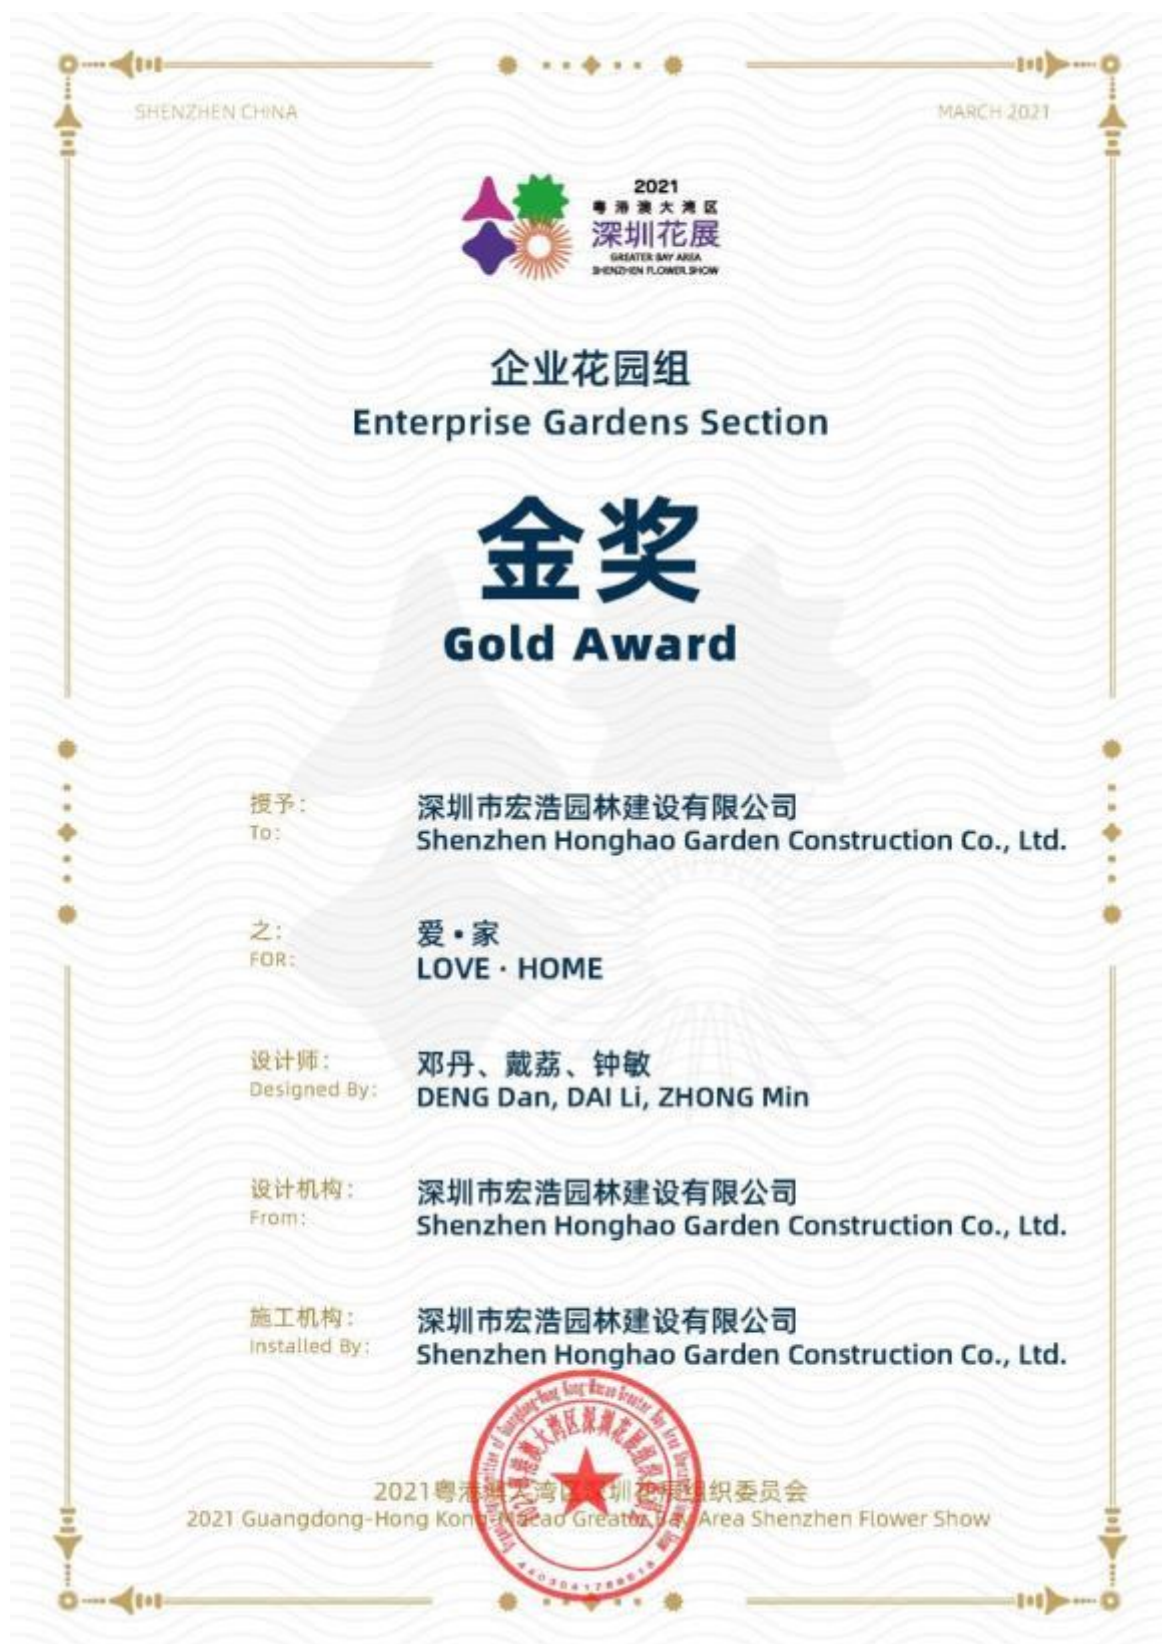 SHENZHEN CHINA
MARCH 2021
2021
粤港澳大湾区
深圳花展
GREATER BAY AREA
SHENZHEN FLOWER SHOW
企业花园组
Enterprise Gardens Section
金奖
Gold Award
授予:
深圳市宏浩园林建设有限公司
To:
Shenzhen Honghao Garden Construction Co., Ltd.
之:
爱·家
FOR:
LOVE · HOME
设计师:
邓丹、戴荔、钟敏
Designed By:
DENG Dan, DAI Li, ZHONG Min
设计机构:
深圳市宏浩园林建设有限公司
From:
Shenzhen Honghao Garden Construction Co., Ltd.
施工机构:
深圳市宏浩园林建设有限公司
Installed By:
Shenzhen Honghao Garden Construction Co., Ltd.
2021粤港澳大湾区深圳花展组织委员会
2021 Guangdong-Hong Kong-Macao Greater Bay Area Shenzhen Flower Show